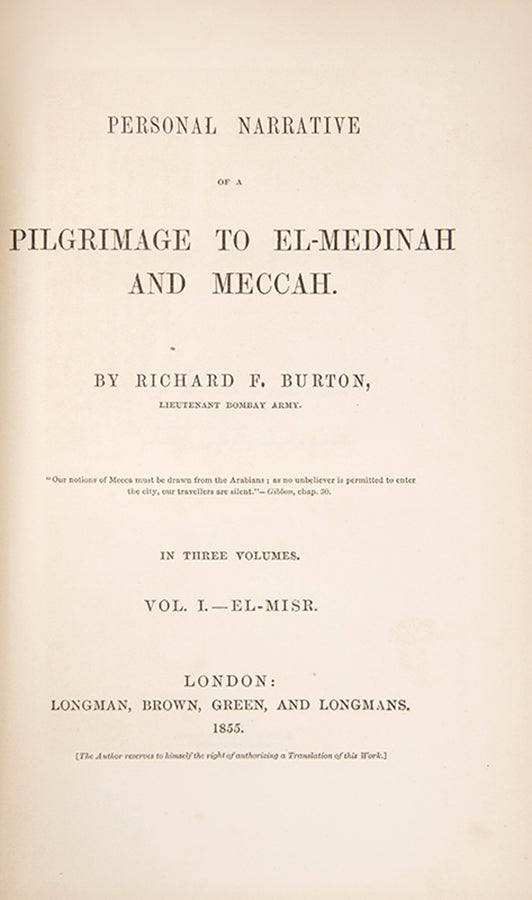 PERSONAL NARRATIVE
OF A
PILGRIMAGE TO EL-MEDINAH
AND MECCAH.
BY RICHARD F. BURTON,
LIEUTENANT BOMBAY ARMY.
"Our notions of Mecca must be drawn from the Arabians; as no unbeliever is permitted to enter
the city, our travellers are silent."—Gibbon, chap. 50.
IN THREE VOLUMES.
VOL. I.—EL-MISR.
LONDON:
LONGMAN, BROWN, GREEN, AND LONGMANS.
1855.
[The Author reserves to himself the right of authorizing a Translation of this Work.]